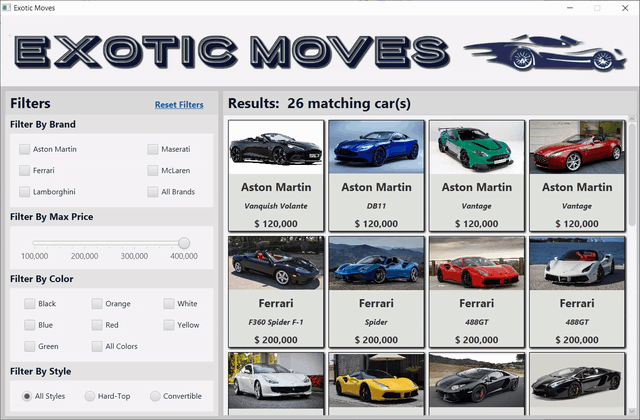 Exotic Moves
EXOTIC MOVES
Filters
Reset Filters
Filter By Brand
Aston Martin
Maserati
Ferrari
McLaren
Lamborghini
All Brands
Filter By Max Price
100,000 200,000 300,000 400,000
Filter By Color
Black Orange White
Blue Red Yellow
Green All Colors
Filter By Style
All Styles Hard-Top Convertible
Results: 26 matching car(s)
Aston Martin Aston Martin Aston Martin Aston Martin
Vanquish Volante DB11 Vantage Vantage
$ 120,000 $ 120,000 $ 120,000 $ 120,000
Ferrari Ferrari Ferrari Ferrari
F360 Spider F-1 Spider 488GT 488GT
$ 200,000 $ 200,000 $ 200,000 $ 200,000